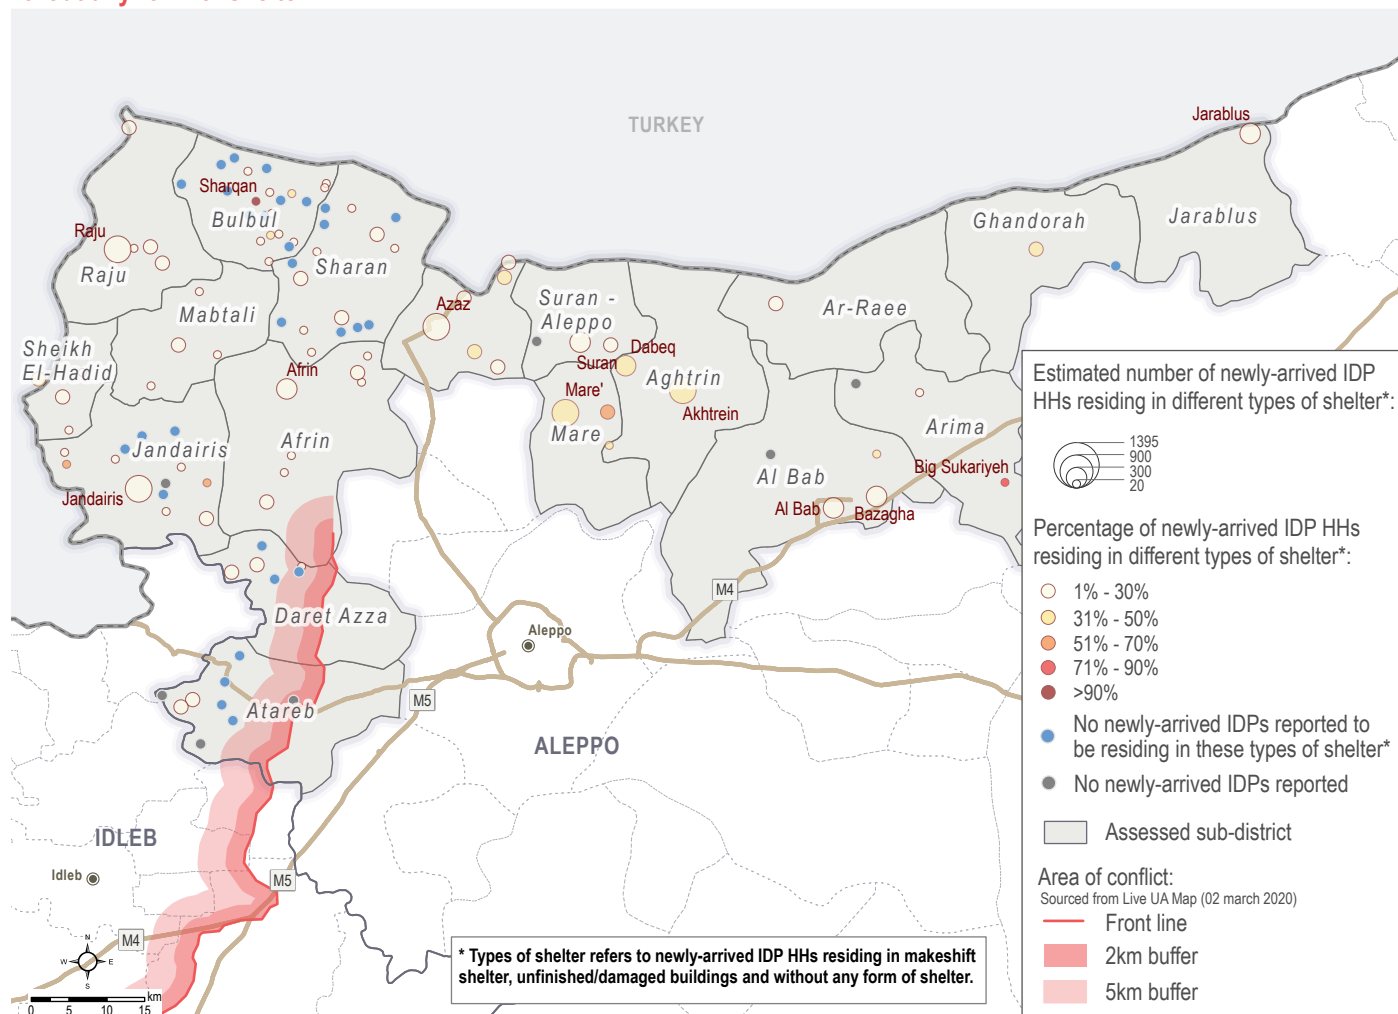 TURKEY
Jarablus
Sharqan
Bulbul
Ghandorah
Jarablus
Raju
Raju
Sharan
Mabtali
Azaz
Suran -
Aleppo
Ar-Raee
Sheikh
El-Hadid
Afrin
Suran
Dabeq
Aghtrin
Mare'
Akhtrein
Mare
Afrin
Jandairis
Arima
Al Bab
Big Sukariyeh
Jandairis
Al Bab
Bazagha
M4
Daret Azza
Aleppo
Atareb
M5
ALEPPO
IDLEB
Idleb
M5
M4
N
W
E
S
km
0 5 10 15
* Types of shelter refers to newly-arrived IDP HHs residing in makeshift
shelter, unfinished/damaged buildings and without any form of shelter.
Estimated number of newly-arrived IDP
HHs residing in different types of shelter*:
1395
900
300
20
Percentage of newly-arrived IDP HHs
residing in different types of shelter*:
1% - 30%
31% - 50%
51% - 70%
71% - 90%
>90%
No newly-arrived IDPs reported to
be residing in these types of shelter*
No newly-arrived IDPs reported
Assessed sub-district
Area of conflict:
Sourced from Live UA Map (02 march 2020)
Front line
2km buffer
5km buffer